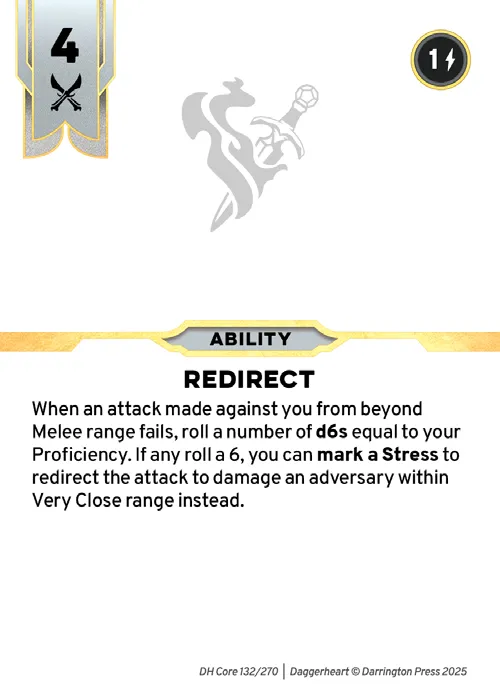 4
1
ABILITY
REDIRECT
When an attack made against you from beyond
Melee range fails, roll a number of d6s equal to your
Proficiency. If any roll a 6, you can mark a Stress to
redirect the attack to damage an adversary within
Very Close range instead.
DH Core 132/270 | Daggerheart © Darrington Press 2025